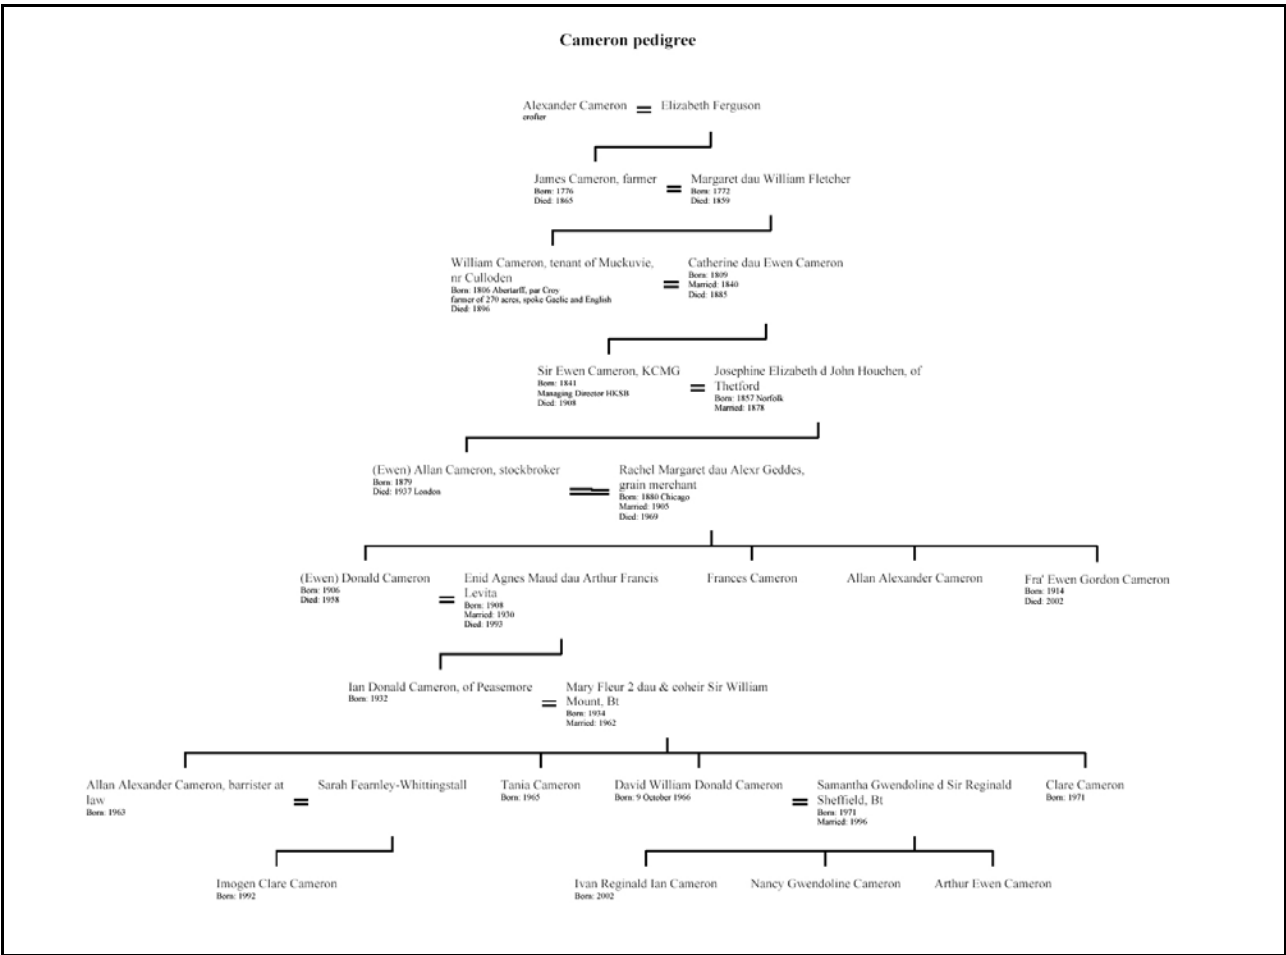 Cameron pedigree
Alexander Cameron = Elizabeth Ferguson
crofter
James Cameron, farmer = Margaret dau William Fletcher
Born: 1776 Born: 1772
Died: 1865 Died: 1859
William Cameron, tenant of Muckuvie,
nr Culloden
Born: 1806 Abertarff, par Croy
farmer of 270 acres, spoke Gaelic and English
Died: 1896
=
Catherine dau Ewen Cameron
Born: 1809
Married: 1840
Died: 1885
Sir Ewen Cameron, KCMG
Born: 1841
Managing Director HKSB
Died: 1908
=
Josephine Elizabeth d John Houchen, of
Thetford
Born: 1857 Norfolk
Married: 1878
(Ewen) Allan Cameron, stockbroker
Born: 1879
Died: 1937 London
=
Rachel Margaret dau Alexr Geddes,
grain merchant
Born: 1880 Chicago
Married: 1905
Died: 1969
(Ewen) Donald Cameron
Born: 1906
Died: 1958
=
Enid Agnes Maud dau Arthur Francis
Levita
Born: 1908
Married: 1930
Died: 1993
Frances Cameron
Allan Alexander Cameron
Fra' Ewen Gordon Cameron
Born: 1914
Died: 2002
Ian Donald Cameron, of Peasemore
Born: 1932
=
Mary Fleur 2 dau & coheir Sir William
Mount, Bt
Born: 1934
Married: 1962
Allan Alexander Cameron, barrister at
law
Born: 1963
=
Sarah Fearnley-Whittingstall
Tania Cameron
Born: 1965
David William Donald Cameron
Born: 9 October 1966
=
Samantha Gwendoline d Sir Reginald
Sheffield, Bt
Born: 1971
Married: 1996
Clare Cameron
Born: 1971
Imogen Clare Cameron
Born: 1992
Ivan Reginald Ian Cameron
Born: 2002
Nancy Gwendoline Cameron
Arthur Ewen Cameron